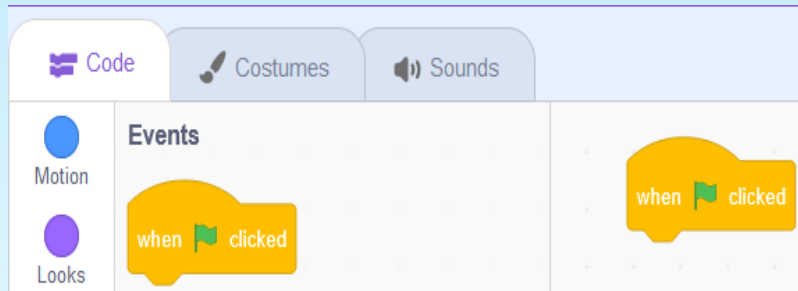 Code
Costumes
Sounds
Motion
Looks
Events
when clicked
when clicked